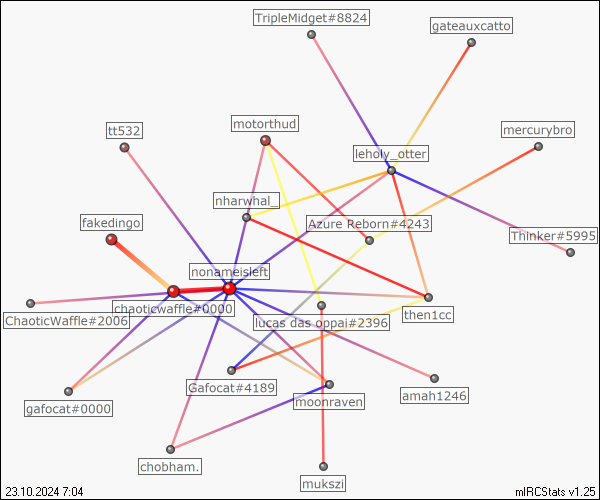 TripleMidget#8824
gateauxcatto
tt532
motorthud
mercurybro
leholy_otter
nharwhal_
fakedingo
Azure Reborn#4243
Thinker#5995
nonameisleft
chaoticwaffle#0000
ChaoticWaffle#2006
lucas das oppai#2396
then1cc
Gafocat#4189
amah1246
gafocat#0000
moonraven
chobham.
mukszi
23.10.2024 7:04
mIRCStats v1.25